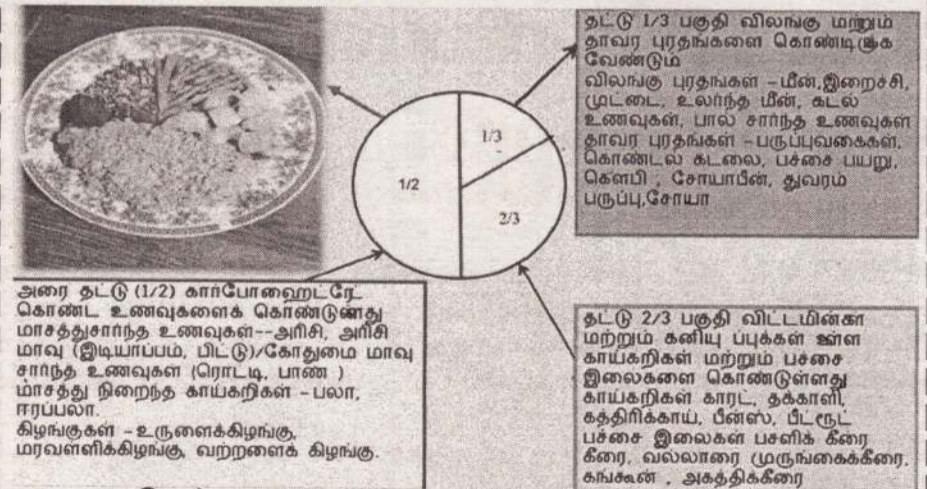 தட்டு 1/3 பகுதி விலங்கு மற்றும்
தாவர புரதங்களை கொண்டிருக்க
வேண்டும்
விலங்கு புரதங்கள் – மீன்,இறைச்சி,
முட்டை, உலர்ந்த மீன், கடல்
உணவுகள், பால் சார்ந்த உணவுகள்
தாவர புரதங்கள் – பருப்புவகைகள்,
கொண்டல் கடலை, பச்சை பயறு,
கௌபி , சோயாபீன், துவரம்
பருப்பு,சோயா
1/2
1/3
2/3
அரை தட்டு (1/2) கார்போஹைட்ரே
கொண்ட உணவுகளைக் கொண்டுள்ளது
மாசத்துசார்ந்த உணவுகள்--அரிசி, அரிசி
மாவு (இடியாப்பம், பிட்டு)/கோதுமை மாவு
சார்ந்த உணவுகள் (ரொட்டி, பாண் )
மாசத்து நிறைந்த காய்கறிகள் – பலா,
ஈரப்பலா.
கிழங்குகள் – உருளைக்கிழங்கு,
மரவள்ளிக்கிழங்கு, வற்றளைக் கிழங்கு.
தட்டு 2/3 பகுதி விட்டமின்கள்
மற்றும் கனியு ப்புக்கள் உள்ள
காய்கறிகள் மற்றும் பச்சை
இலைகளை கொண்டுள்ளது
காய்கறிகள் காரட், தக்காளி,
கத்திரிக்காய், பீன்ஸ், பீட்ரூட்
பச்சை இலைகள் பசளிக் கீரை
கீரை, வல்லாரை முருங்கைக்கீரை,
கங்கூன் , அகத்திக்கீரை